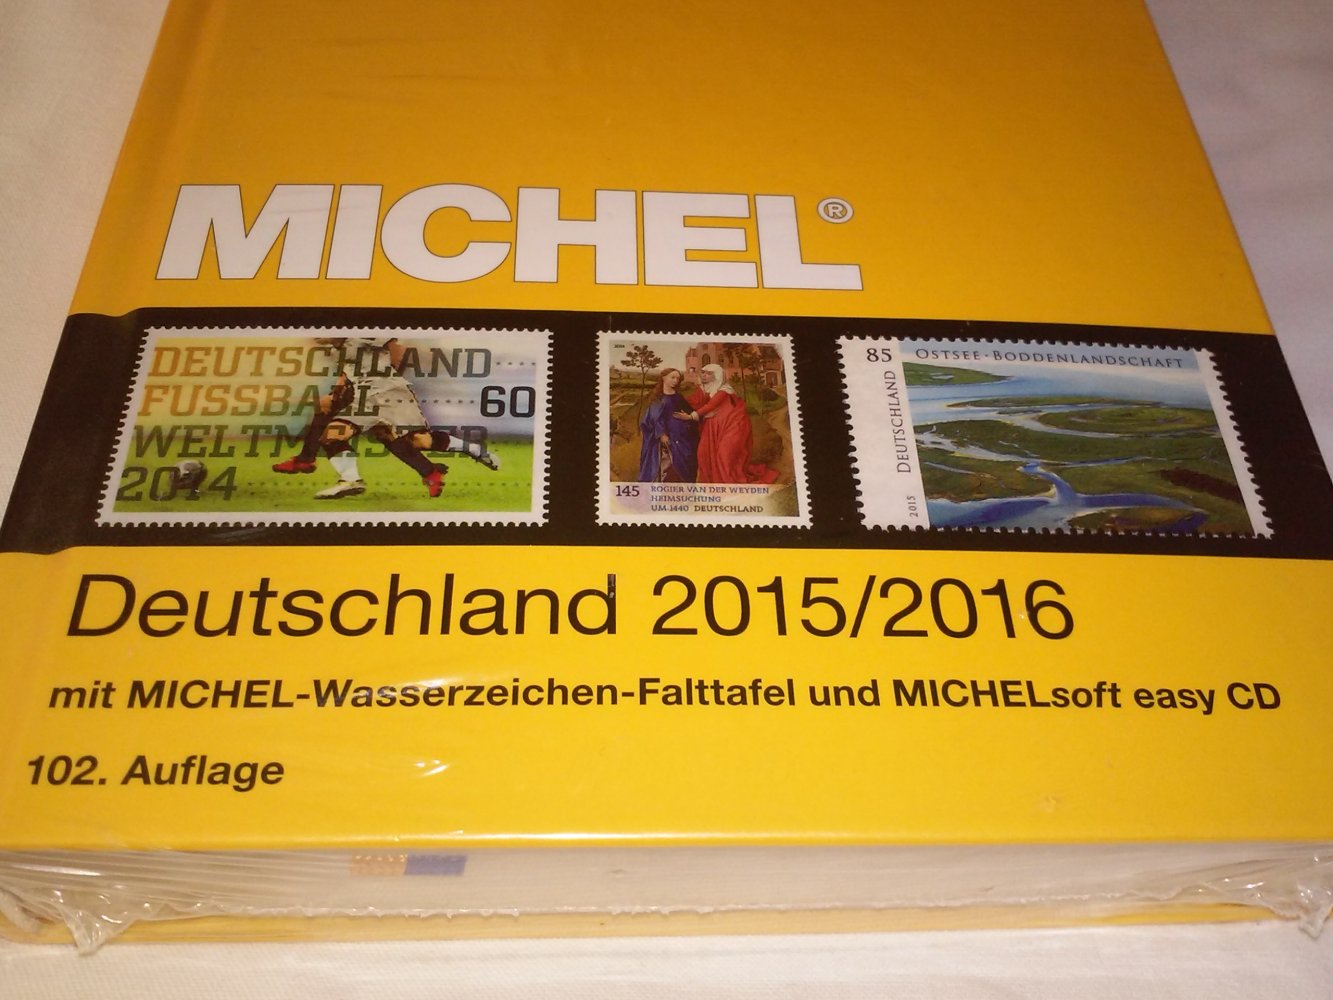 MICHEL®
DEUTSCHLAND
FUSSBALL
60
WELTMEISTER
2014
2014
145
ROGIER VAN DER WEYDEN
HEIMSUCHUNG
UM 1440 DEUTSCHLAND
85
OSTSEE·BODDENLANDSCHAFT
DEUTSCHLAND
2015
Deutschland 2015/2016
mit MICHEL-Wasserzeichen-Falttafel und MICHELsoft easy CD
102. Auflage